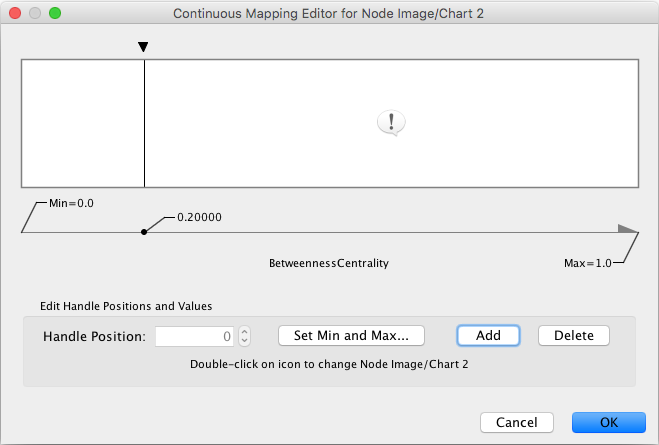 Continuous Mapping Editor for Node Image/Chart 2
!
Min=0.0
0.20000
BetweennessCentrality
Max=1.0
Edit Handle Positions and Values
Handle Position: 0 Set Min and Max... Add Delete
Double-click on icon to change Node Image/Chart 2
Cancel OK